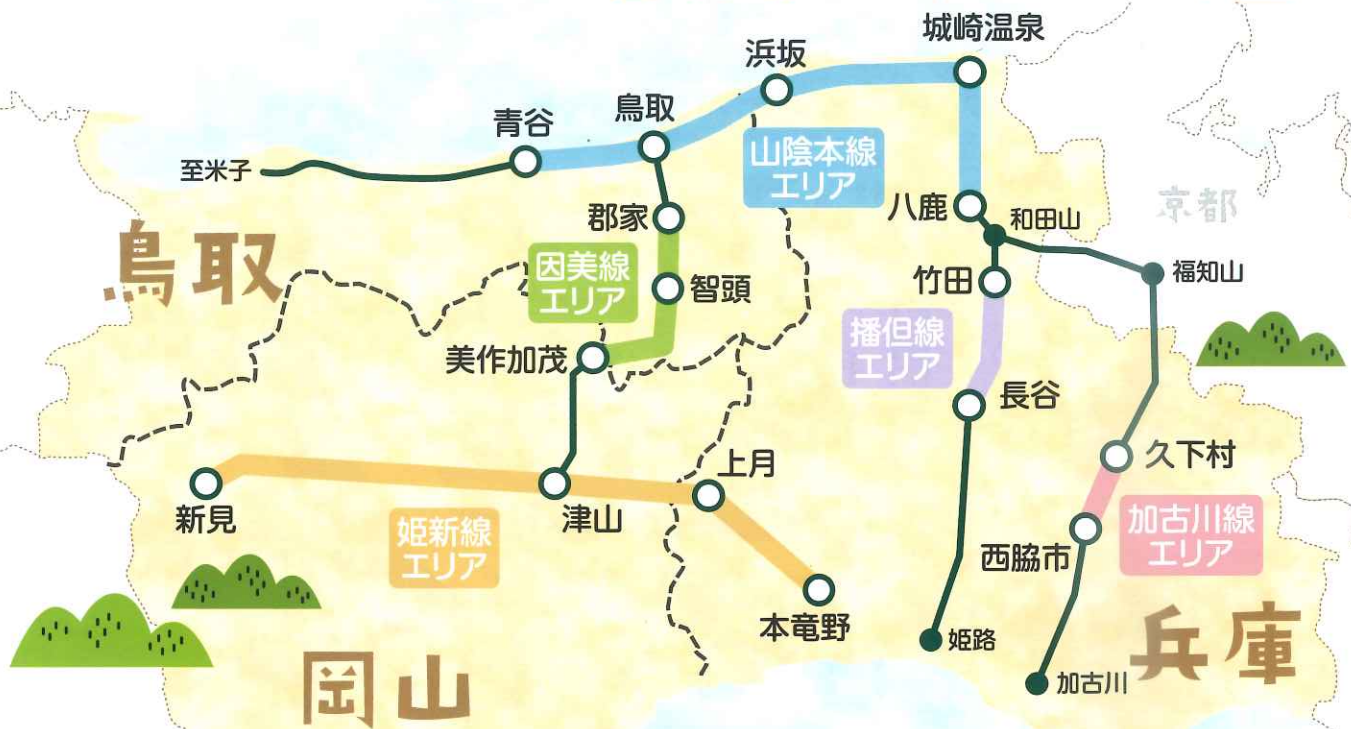 城崎温泉
浜坂
鳥取
青谷
至米子
山陰本線
エリア
八鹿
和田山
京都
郡家
鳥取
因美線
エリア
智頭
竹田
福知山
播但線
エリア
美作加茂
長谷
久下村
上月
新見
津山
姫新線
エリア
加古川線
エリア
西脇市
本竜野
姫路
兵庫
岡山
加古川